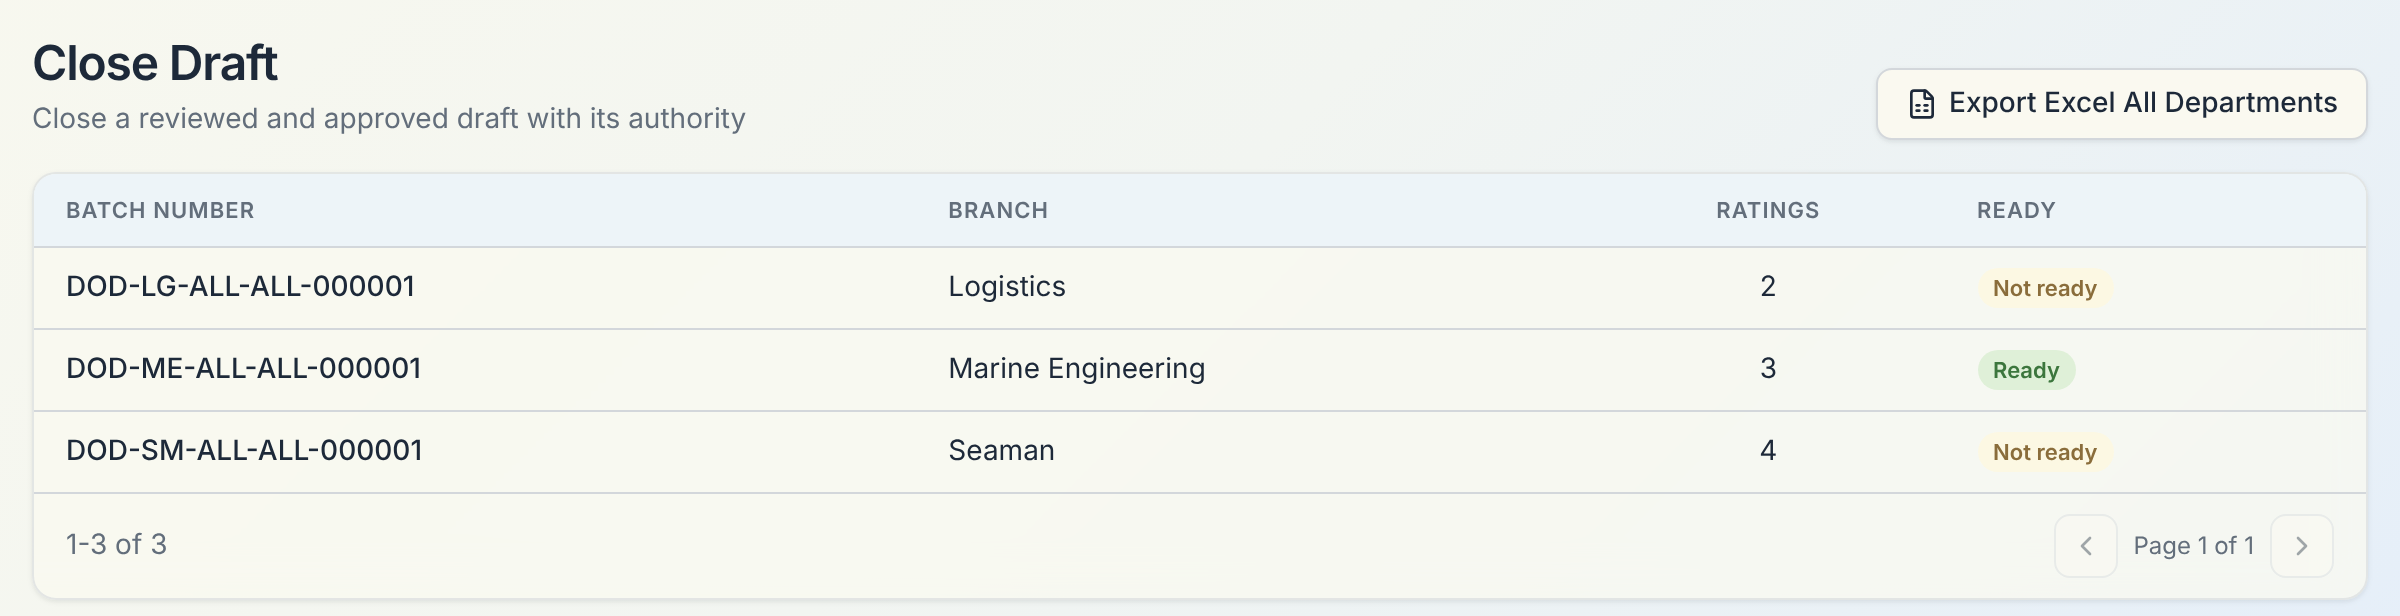 Close Draft
Close a reviewed and approved draft with its authority
Export Excel All Departments
BATCH NUMBER BRANCH RATINGS READY
DOD-LG-ALL-ALL-000001 Logistics 2 Not ready
DOD-ME-ALL-ALL-000001 Marine Engineering 3 Ready
DOD-SM-ALL-ALL-000001 Seaman 4 Not ready
1-3 of 3 Page 1 of 1